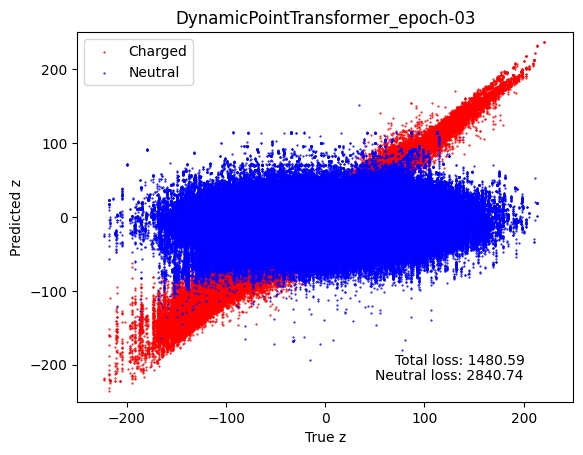 DynamicPointTransformer_epoch-03
Charged
Neutral
200
100
0
−100
−200
Predicted z
Total loss: 1480.59
Neutral loss: 2840.74
−200
−100
0
100
200
True z